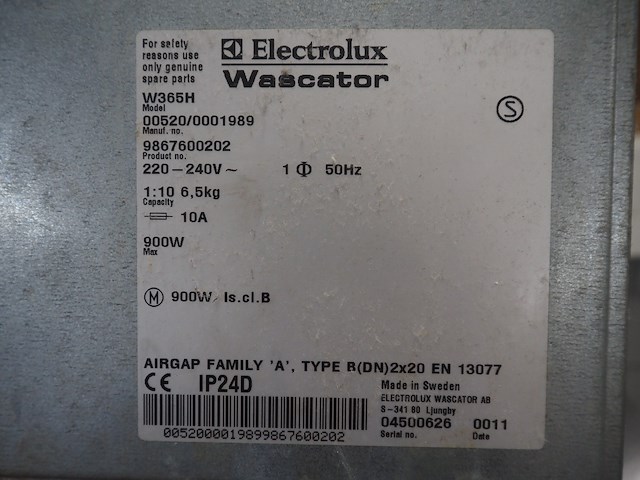 For safety
reasons use
only genuine
spare parts
Electrolux
Wascator
W365H
Model
00520/0001989
Manuf. no.
9867600202
Product no.
220-240V~ 1 Φ 50Hz
1:10 6,5kg
Capacity
10A
900W
Max
M 900W Is.cl.B
S
AIRGAP FAMILY 'A', TYPE B(DN)2x20 EN 13077
CE IP24D
Made in Sweden
ELECTROLUX WASCATOR AB
S-341 80 Ljungby
04500626 0011
Serial no. Date
0052000019899867600202